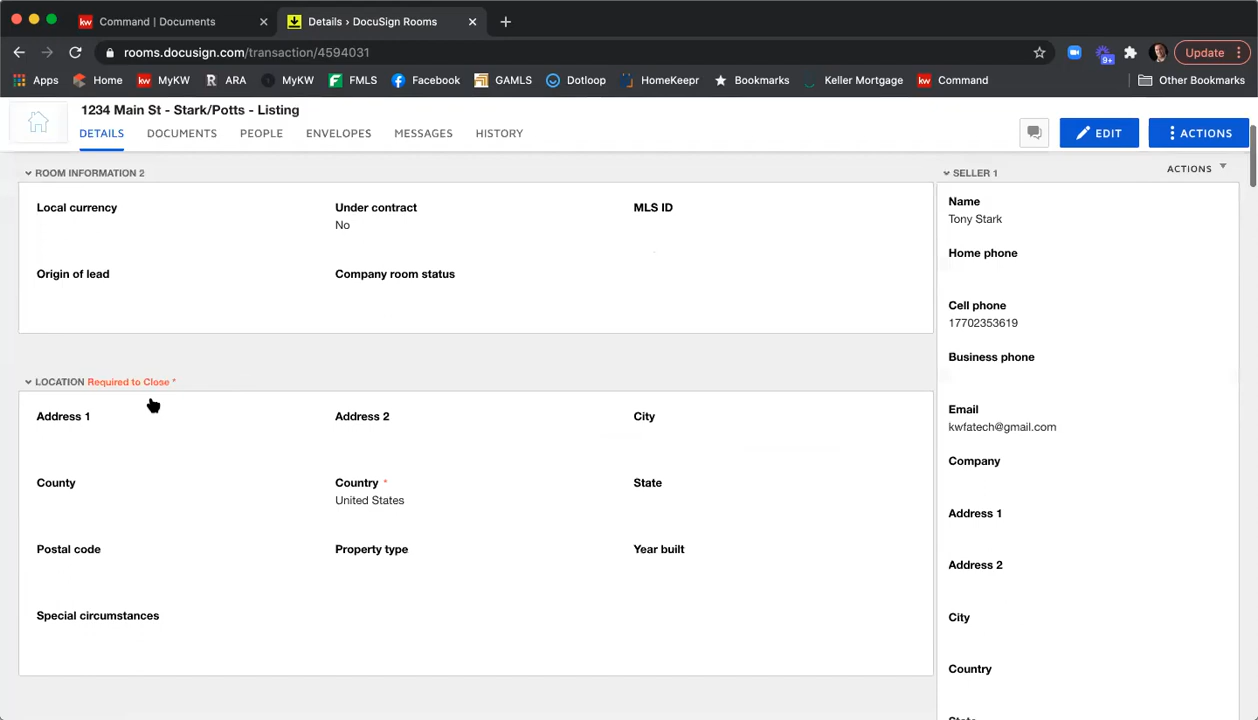 kw Command | Documents × Details › DocuSign Rooms × +
rooms.docusign.com/transaction/4594031 9+ Update
Apps Home kw MyKW R ARA MyKW FMLS Facebook GAMLS Dotloop HomeKeepr Bookmarks Keller Mortgage kw Command Other Bookmarks
1234 Main St - Stark/Potts - Listing
DETAILS DOCUMENTS PEOPLE ENVELOPES MESSAGES HISTORY EDIT ACTIONS
ROOM INFORMATION 2
Local currency Under contract MLS ID
No
Origin of lead Company room status
LOCATION Required to Close *
Address 1 Address 2 City
County Country * State
United States
Postal code Property type Year built
Special circumstances
SELLER 1 ACTIONS
Name
Tony Stark
Home phone
Cell phone
17702353619
Business phone
Email
kwfatech@gmail.com
Company
Address 1
Address 2
City
Country
State